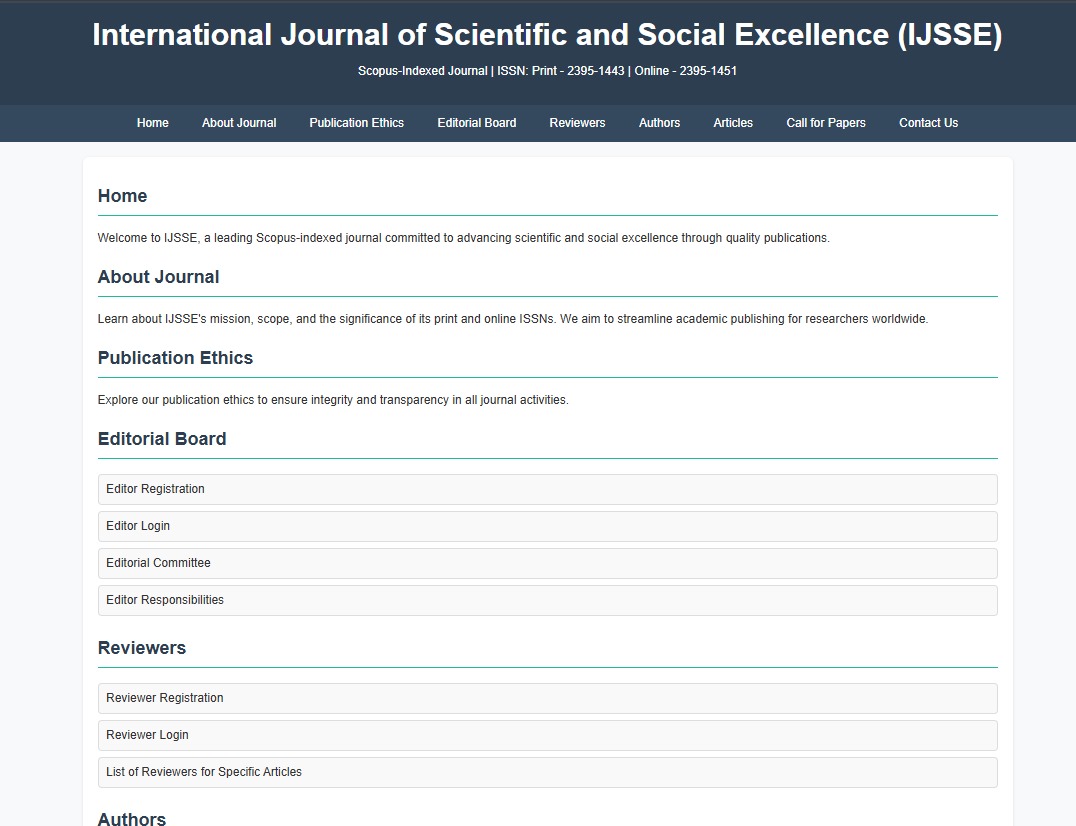 International Journal of Scientific and Social Excellence (IJSSE)
Scopus-Indexed Journal | ISSN: Print - 2395-1443 | Online - 2395-1451
Home About Journal Publication Ethics Editorial Board Reviewers Authors Articles Call for Papers Contact Us
Home
Welcome to IJSSE, a leading Scopus-indexed journal committed to advancing scientific and social excellence through quality publications.
About Journal
Learn about IJSSE's mission, scope, and the significance of its print and online ISSNs. We aim to streamline academic publishing for researchers worldwide.
Publication Ethics
Explore our publication ethics to ensure integrity and transparency in all journal activities.
Editorial Board
Editor Registration
Editor Login
Editorial Committee
Editor Responsibilities
Reviewers
Reviewer Registration
Reviewer Login
List of Reviewers for Specific Articles
Authors